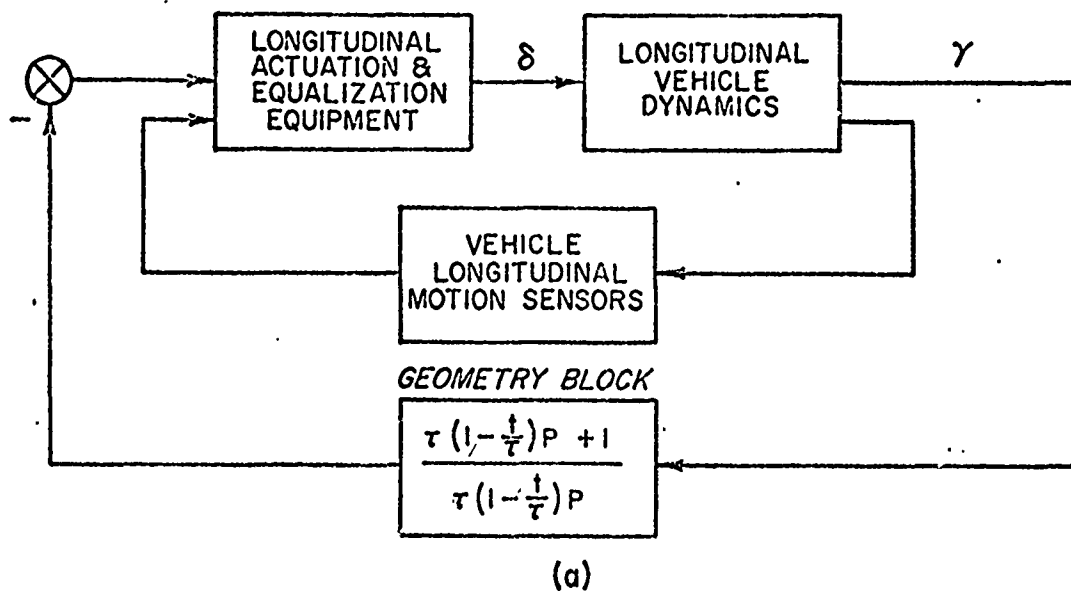 LONGITUDINAL
ACTUATION &
EQUALIZATION
EQUIPMENT
δ
LONGITUDINAL
VEHICLE
DYNAMICS
γ
−
VEHICLE
LONGITUDINAL
MOTION SENSORS
GEOMETRY BLOCK
τ(1-t/τ)P + 1
τ(1-t/τ)P
(a)